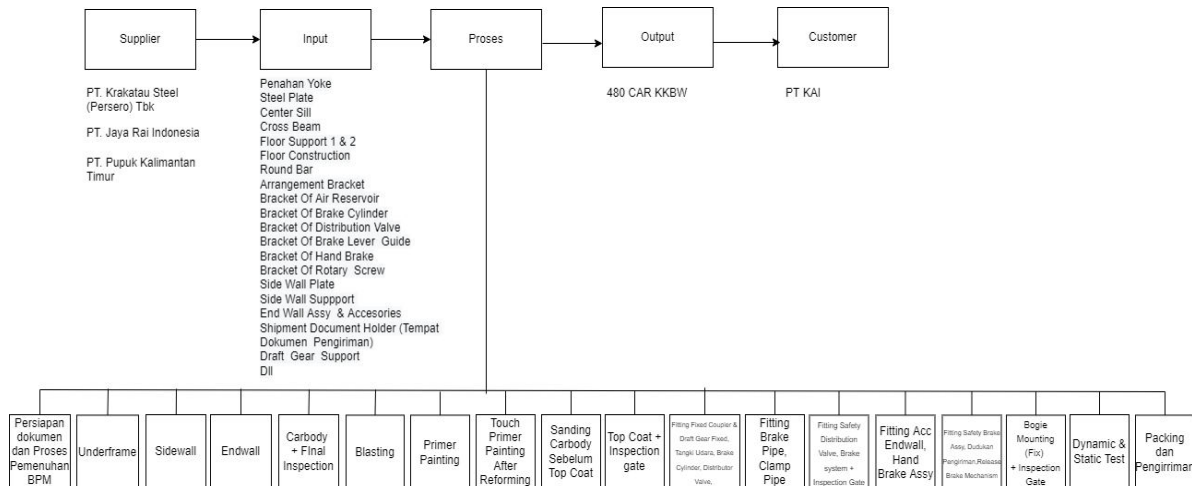 Supplier
Input
Proses
Output
Customer
PT. Krakatau Steel
(Persero) Tbk
PT. Jaya Rai Indonesia
PT. Pupuk Kalimantan
Timur
Penahan Yoke
Steel Plate
Center Sill
Cross Beam
Floor Support 1 & 2
Floor Construction
Round Bar
Arrangement Bracket
Bracket Of Air Reservoir
Bracket Of Brake Cylinder
Bracket Of Distribution Valve
Bracket Of Brake Lever Guide
Bracket Of Hand Brake
Bracket Of Rotary Screw
Side Wall Plate
Side Wall Suppport
End Wall Assy & Accesories
Shipment Document Holder (Tempat
Dokumen Pengiriman)
Draft Gear Support
Dll
480 CAR KKBW
PT KAI
Persiapan
dokumen
dan Proses
Pemenuhan
BPM
Underframe
Sidewall
Endwall
Carbody
+ FInal
Inspection
Blasting
Primer
Painting
Touch
Primer
Painting
After
Reforming
Sanding
Carbody
Sebelum
Top Coat
Top Coat +
Inspection
gate
Fitting Fixed Coupler &
Draft Gear Fixed,
Tangki Udara, Brake
Cylinder, Distributor
Valve,
Fitting
Brake
Pipe,
Clamp
Pipe
Fitting Safety
Distribution
Valve, Brake
system +
Inspection Gate
Fitting Acc
Endwall,
Hand
Brake Assy
Fitting Safety Brake
Assy, Dudukan
Pengiriman,Release
Brake Mechanism
Bogie
Mounting
(Fix)
+ Inspection
Gate
Dynamic &
Static Test
Packing
dan
Pengirriman